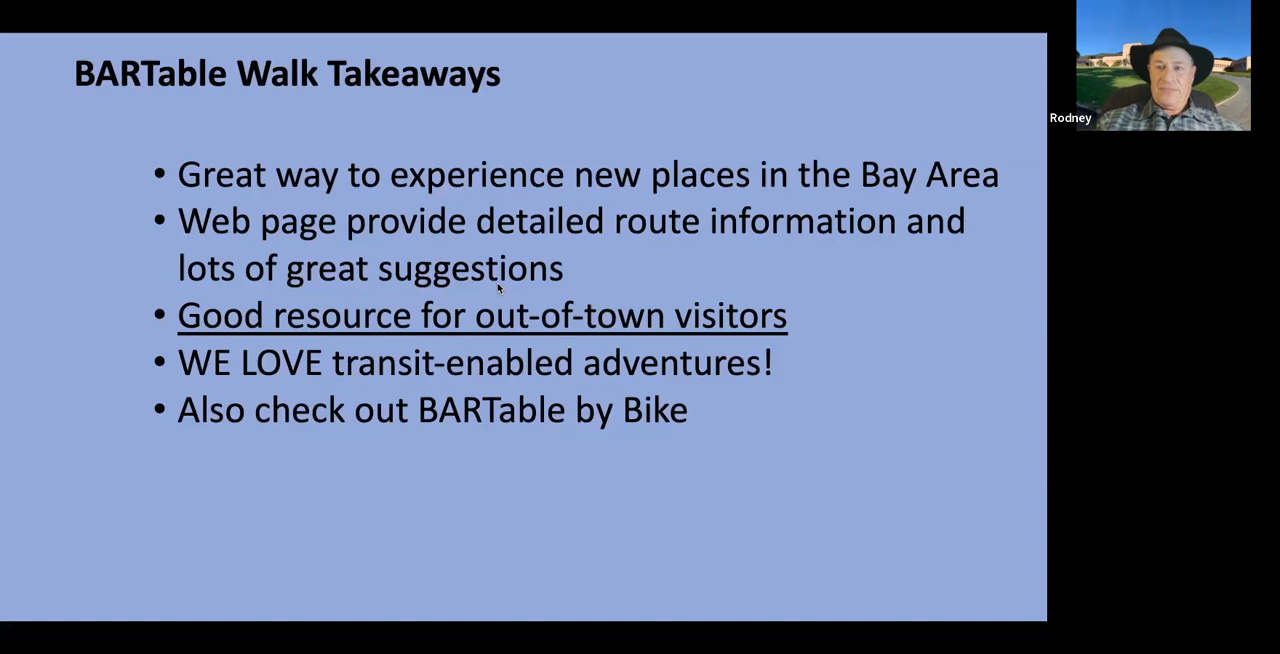 BARTable Walk Takeaways
• Great way to experience new places in the Bay Area
• Web page provide detailed route information and
lots of great suggestions
• Good resource for out-of-town visitors
• WE LOVE transit-enabled adventures!
• Also check out BARTable by Bike
Rodney